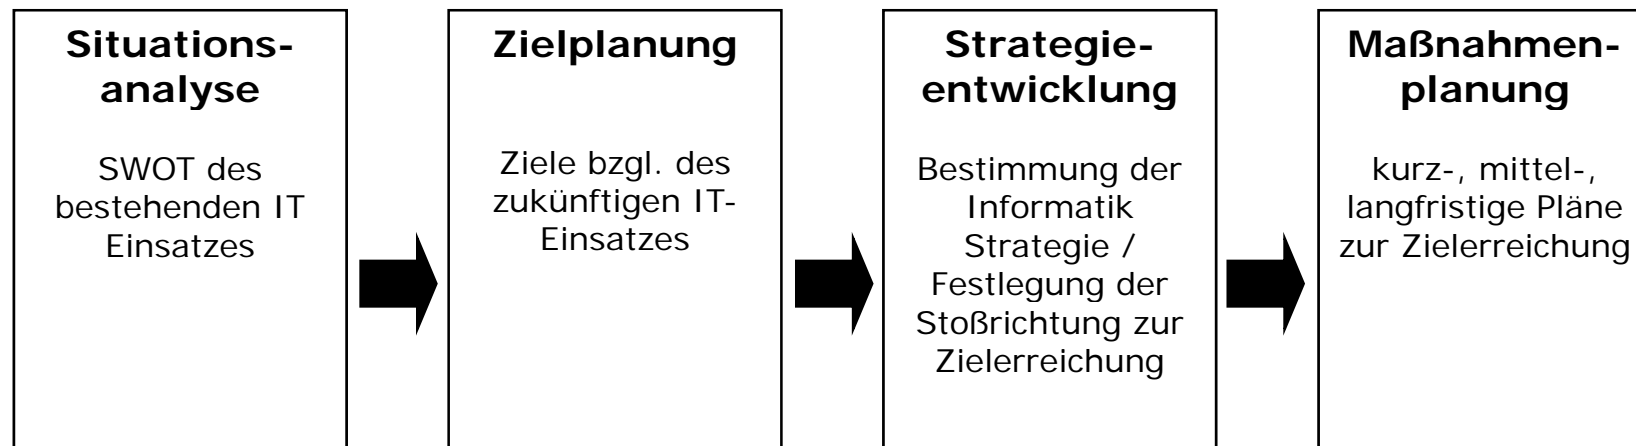 Situations-
analyse
SWOT des
bestehenden IT
Einsatzes
Zielplanung
Ziele bzgl. des
zukünftigen IT-
Einsatzes
Strategie-
entwicklung
Bestimmung der
Informatik
Strategie /
Festlegung der
Stoßrichtung zur
Zielerreichung
Maßnahmen-
planung
kurz-, mittel-,
langfristige Pläne
zur Zielerreichung